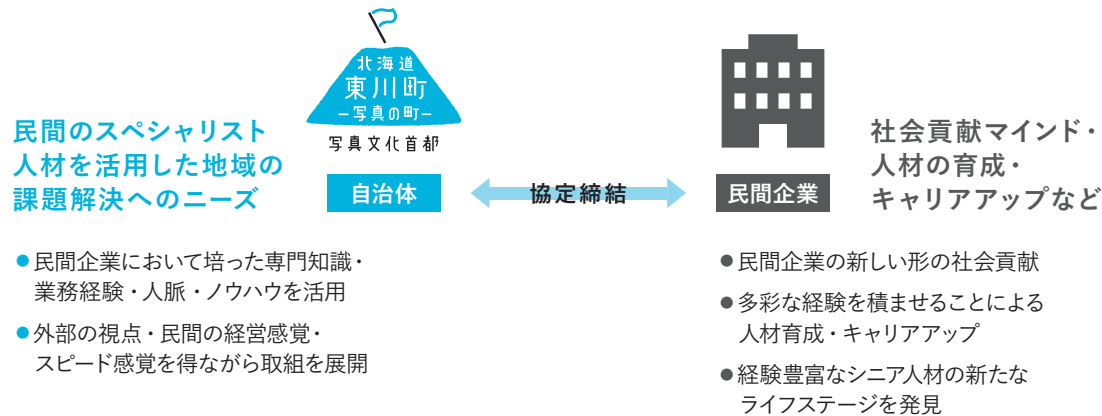 北海道
東川町
－写真の町－
写真文化首都
民間のスペシャリスト
人材を活用した地域の
課題解決へのニーズ
自治体
協定締結
民間企業
社会貢献マインド・
人材の育成・
キャリアアップなど
●民間企業において培った専門知識・
業務経験・人脈・ノウハウを活用
●外部の視点・民間の経営感覚・
スピード感覚を得ながら取組を展開
●民間企業の新しい形の社会貢献
●多彩な経験を積ませることによる
人材育成・キャリアアップ
●経験豊富なシニア人材の新たな
ライフステージを発見